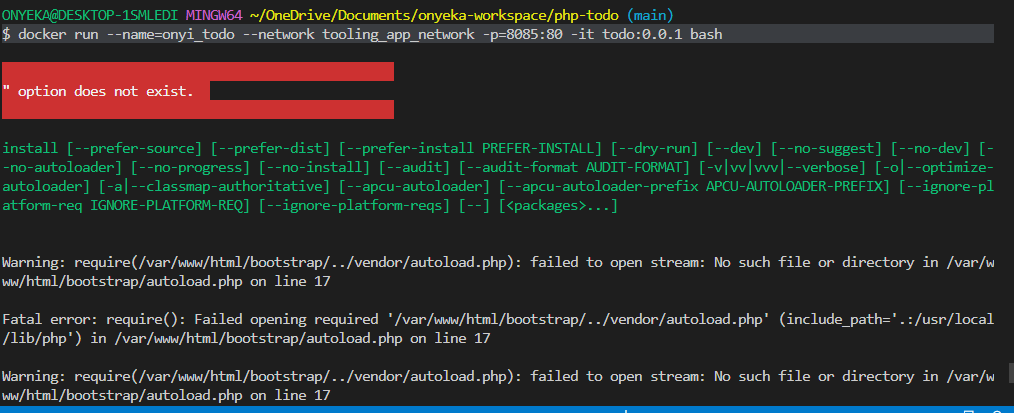 ONYEKA@DESKTOP-1SMLEDI MINGW64 ~/OneDrive/Documents/onyeka-workspace/php-todo (main)
$ docker run --name=onyi_todo --network tooling_app_network -p=8085:80 -it todo:0.0.1 bash
" option does not exist.
install [--prefer-source] [--prefer-dist] [--prefer-install PREFER-INSTALL] [--dry-run] [--dev] [--no-suggest] [--no-dev] [-
-no-autoloader] [--no-progress] [--no-install] [--audit] [--audit-format AUDIT-FORMAT] [-v|vv|vvv|--verbose] [-o|--optimize-
autoloader] [-a|--classmap-authoritative] [--apcu-autoloader] [--apcu-autoloader-prefix APCU-AUTOLOADER-PREFIX] [--ignore-pl
atform-req IGNORE-PLATFORM-REQ] [--ignore-platform-reqs] [--] [<packages>...]
Warning: require(/var/www/html/bootstrap/../vendor/autoload.php): failed to open stream: No such file or directory in /var/w
ww/html/bootstrap/autoload.php on line 17
Fatal error: require(): Failed opening required '/var/www/html/bootstrap/../vendor/autoload.php' (include_path='.:/usr/local
/lib/php') in /var/www/html/bootstrap/autoload.php on line 17
Warning: require(/var/www/html/bootstrap/../vendor/autoload.php): failed to open stream: No such file or directory in /var/w
ww/html/bootstrap/autoload.php on line 17